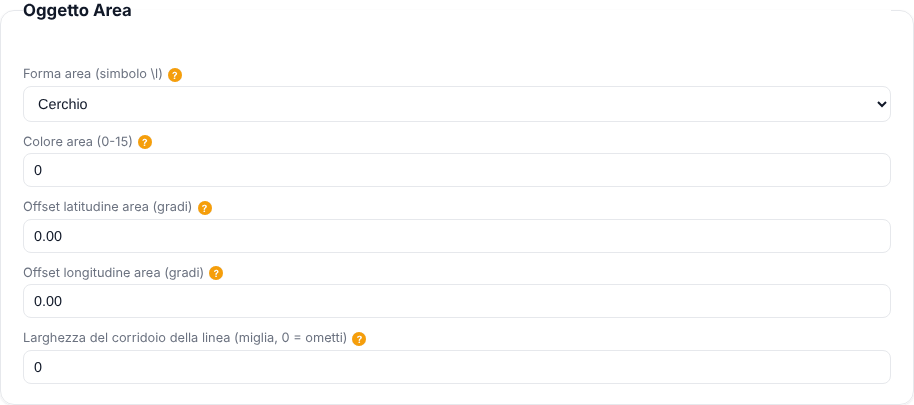 Oggetto Area
Forma area (simbolo \l) ?
Cerchio
Colore area (0-15) ?
0
Offset latitudine area (gradi) ?
0.00
Offset longitudine area (gradi) ?
0.00
Larghezza del corridoio della linea (miglia, 0 = ometti) ?
0